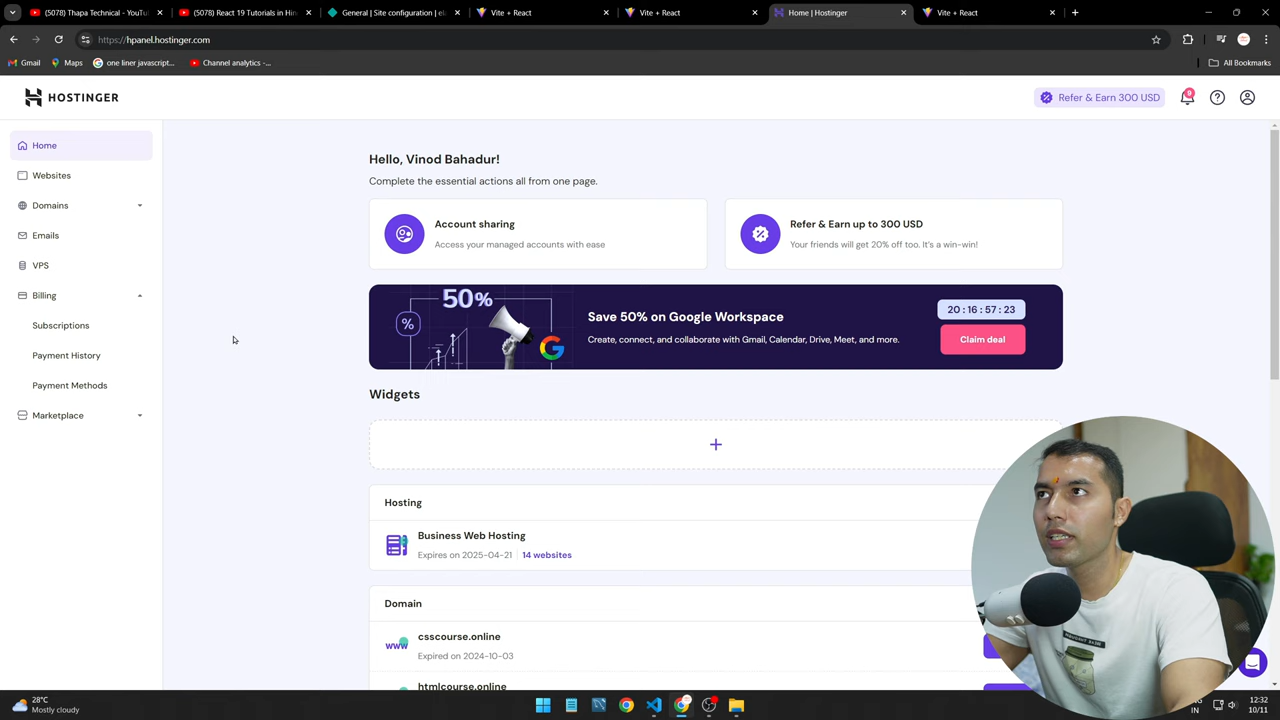 (5078) Thapa Technical - YouT
(5078) React 19 Tutorials in Hin
General | Site configuration | el
Vite + React
Vite + React
Home | Hostinger
Vite + React
https://hpanel.hostinger.com
Gmail
Maps
one liner javascript...
Channel analytics -...
All Bookmarks
HOSTINGER
Refer & Earn 300 USD
9
Home
Websites
Domains
Emails
VPS
Billing
Subscriptions
Payment History
Payment Methods
Marketplace
Hello, Vinod Bahadur!
Complete the essential actions all from one page.
Account sharing
Access your managed accounts with ease
Refer & Earn up to 300 USD
Your friends will get 20% off too. It's a win-win!
50%
Save 50% on Google Workspace
Create, connect, and collaborate with Gmail, Calendar, Drive, Meet, and more.
20 : 16 : 57 : 23
Claim deal
Widgets
Hosting
Business Web Hosting
Expires on 2025-04-21
14 websites
Domain
www
csscourse.online
Expired on 2024-10-03
htmlcourse.online
28°C
Mostly cloudy
IN
12:32
10/11